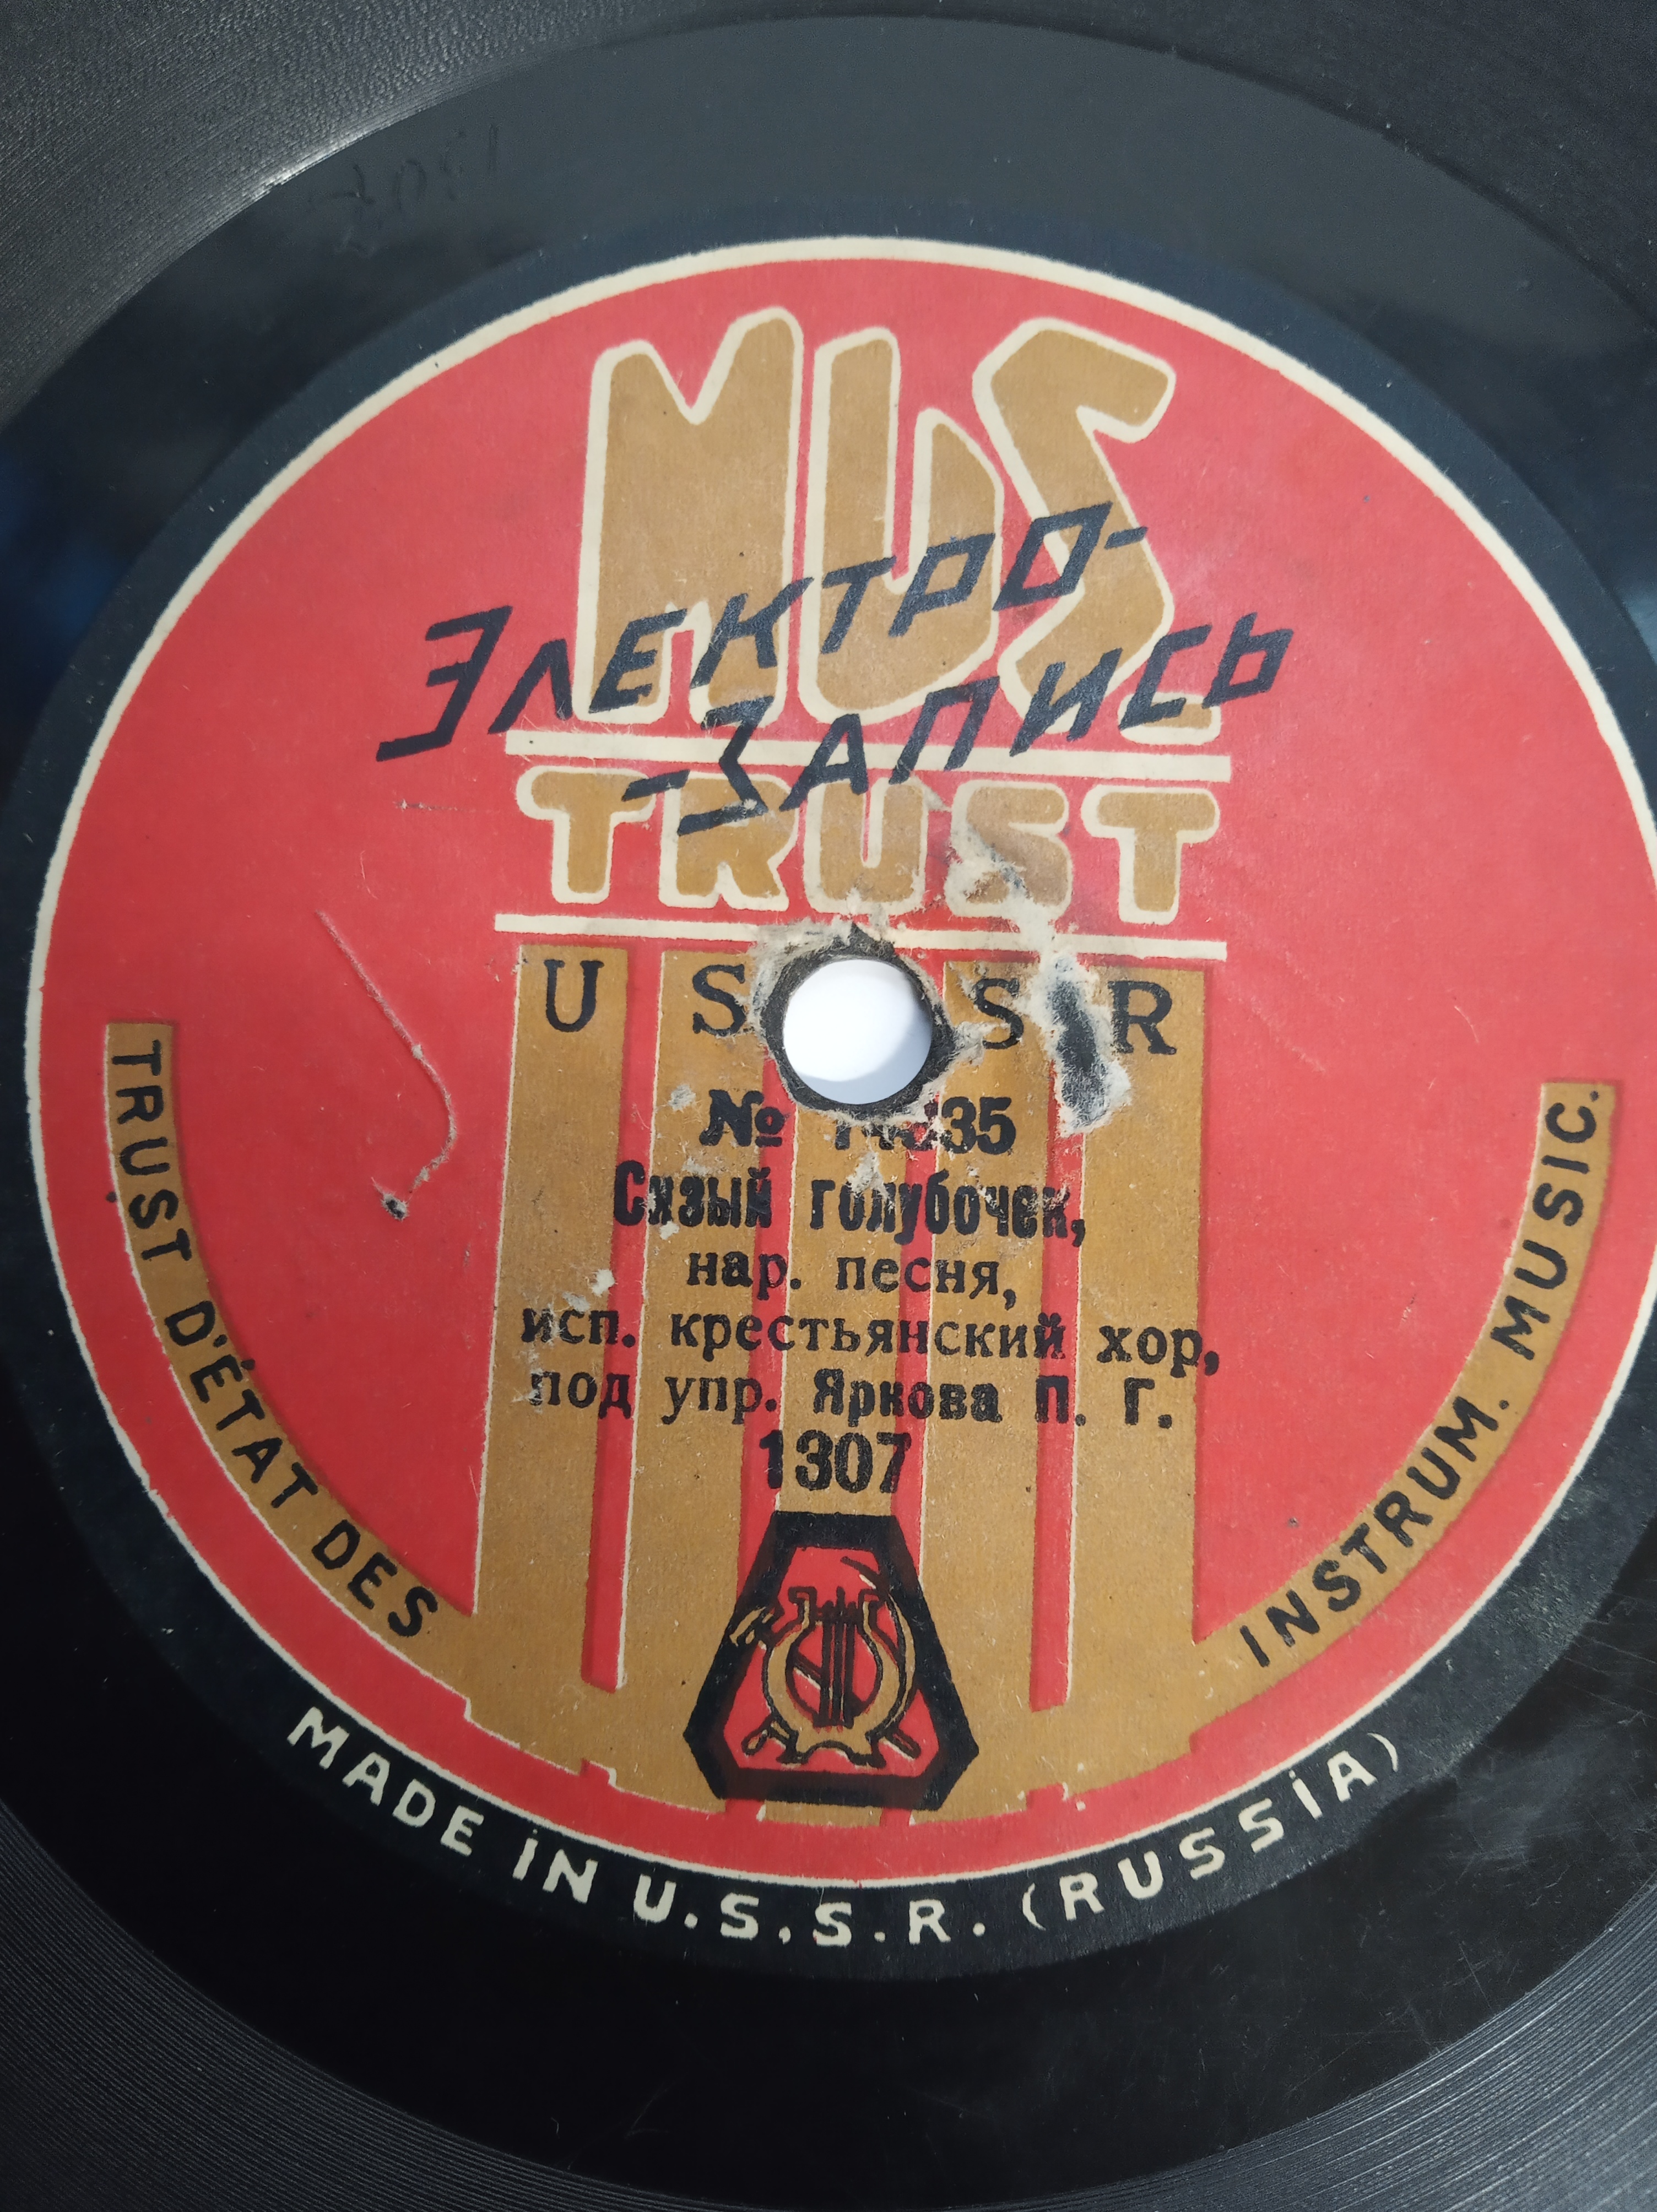 MUS
ЭЛЕКТРО-
-ЗАПИСЬ
TRUST
U S S R
№
Сизый голубочек,
нар. песня,
исп. крестьянский хор,
под упр. Яркова П. Г.
1307
TRUST D'ÉTAT DES INSTRUM. MUSIC.
MADE IN U.S.S.R. (RUSSIA)